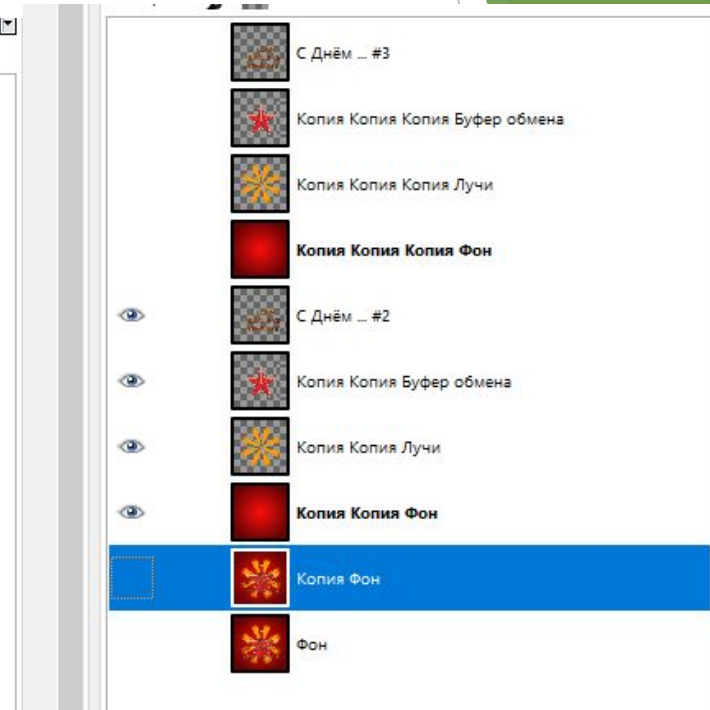 С Днём ... #3
Копия Копия Копия Буфер обмена
Копия Копия Копия Лучи
Копия Копия Копия Фон
С Днём ... #2
Копия Копия Буфер обмена
Копия Копия Лучи
Копия Копия Фон
Копия Фон
Фон